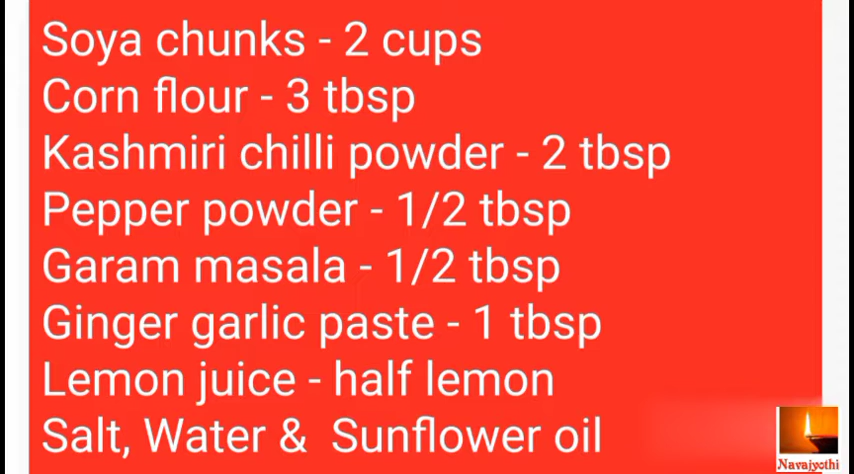 Soya chunks - 2 cups
Corn flour - 3 tbsp
Kashmiri chilli powder - 2 tbsp
Pepper powder - 1/2 tbsp
Garam masala - 1/2 tbsp
Ginger garlic paste - 1 tbsp
Lemon juice - half lemon
Salt, Water & Sunflower oil
Navajyothi